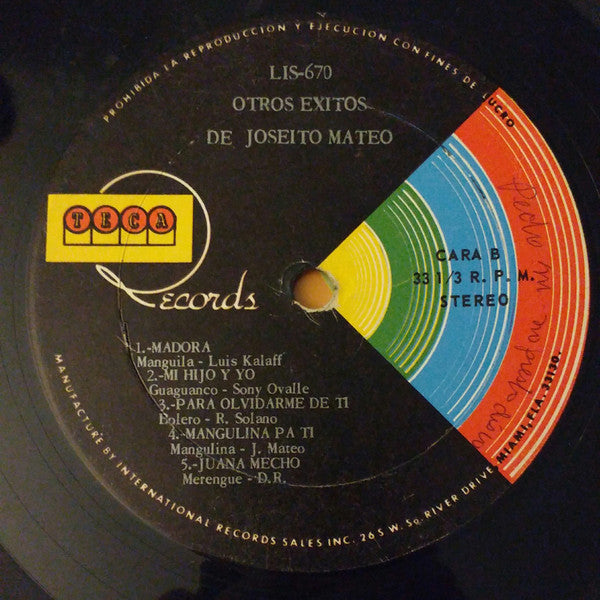 PROHIBIDA LA REPRODUCCION Y EJECUCION CON FINES DE LUCRO
LIS-670
OTROS EXITOS
DE JOSEITO MATEO
TECA
Records
CARA B
33 1/3 R. P. M.
STEREO
1.-MADORA
Manguila - Luis Kalaff
2.-MI HIJO Y YO
Guaguanco - Sony Ovalle
3.-PARA OLVIDARME DE TI
Bolero - R. Solano
4.-MANGULINA PA TI
Mangulina - J. Mateo
5.-JUANA MECHO
Merengue - D.R.
MANUFACTURE BY INTERNATIONAL RECORDS SALES INC. 265 W. So. RIVER DRIVE MIAMI, FLA. 33130.